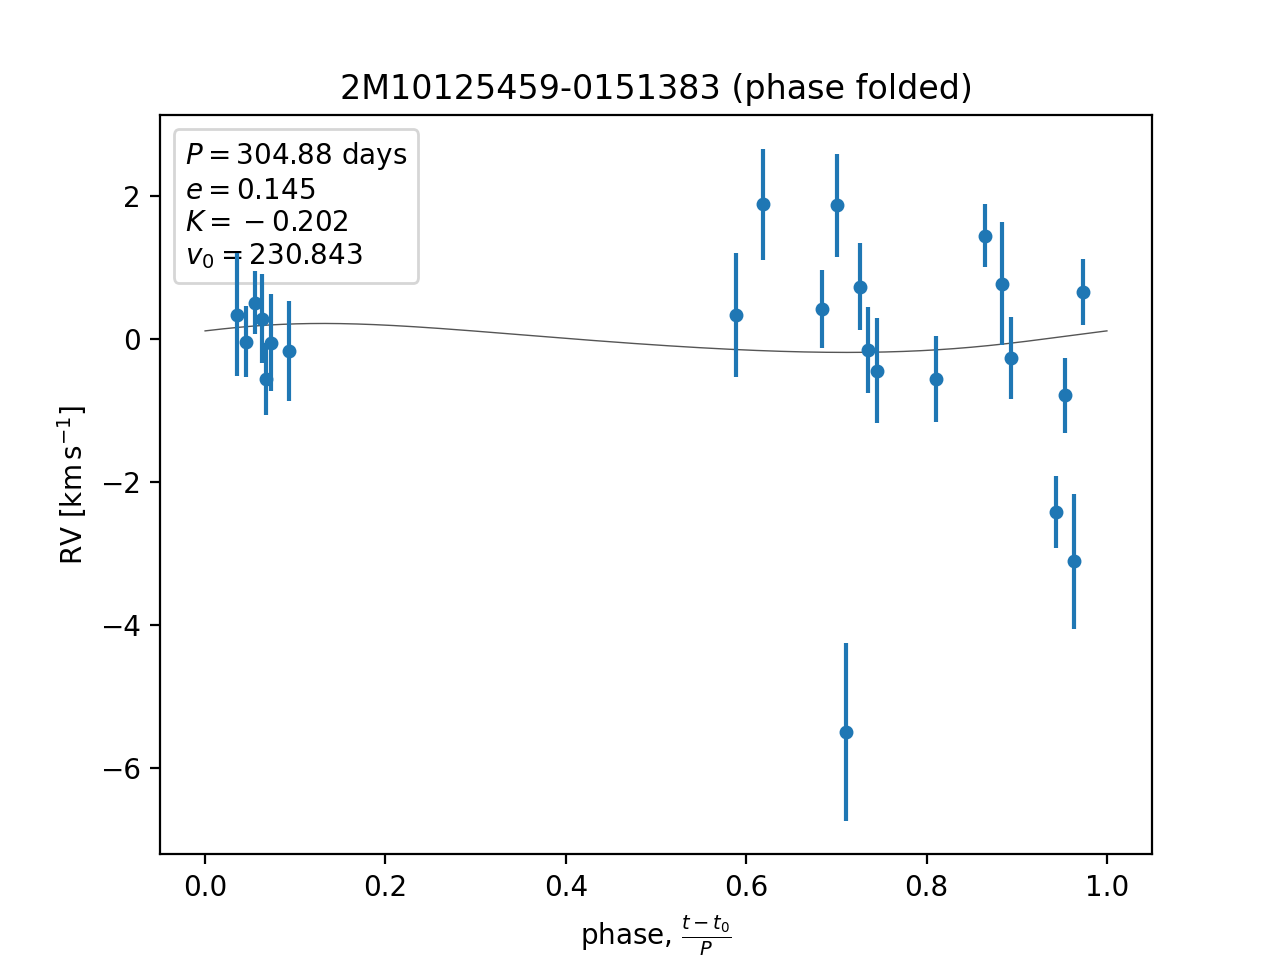 2M10125459-0151383 (phase folded)
P = 304.88 days
e = 0.145
K = −0.202
v₀ = 230.843
RV [km s⁻¹]
2
0
−2
−4
−6
0.0 0.2 0.4 0.6 0.8 1.0
phase, (t − t₀)/P